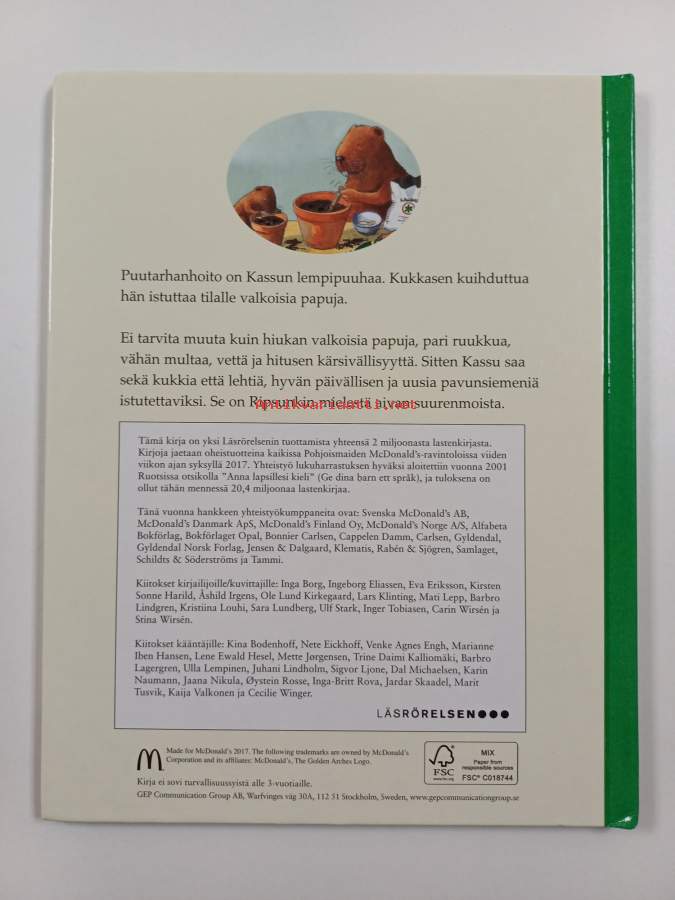 Puutarhanhoito on Kassun lempipuuhaa. Kukkasen kuihduttua
hän istuttaa tilalle valkoisia papuja.
Ei tarvita muuta kuin hiukan valkoisia papuja, pari ruukkua,
vähän multaa, vettä ja hitusen kärsivällisyyttä. Sitten Kassu saa
sekä kukkia että lehtiä, hyvän päivällisen ja uusia pavunsiemeniä
istutettaviksi. Se on Ripsunkin mielestä aivan suurenmoista.
Antikvariaatti.net
Tämä kirja on yksi Läsrörelsenin tuottamista yhteensä 2 miljoonasta lastenkirjasta.
Kirjoja jaetaan oheistuotteina kaikissa Pohjoismaiden McDonald's-ravintoloissa viiden
viikon ajan syksyllä 2017. Yhteistyö lukuharrastuksen hyväksi aloitettiin vuonna 2001
Ruotsissa otsikolla "Anna lapsillesi kieli" (Ge dina barn ett språk), ja tuloksena on
ollut tähän mennessä 20,4 miljoonaa lastenkirjaa.
Tänä vuonna hankkeen yhteistyökumppaneita ovat: Svenska McDonald's AB,
McDonald's Danmark ApS, McDonald's Finland Oy, McDonald's Norge A/S, Alfabeta
Bokförlag, Bokförlaget Opal, Bonnier Carlsen, Cappelen Damm, Carlsen, Gyldendal,
Gyldendal Norsk Forlag, Jensen & Dalgaard, Klematis, Rabén & Sjögren, Samlaget,
Schildts & Söderströms ja Tammi.
Kiitokset kirjailijoille/kuvittajille: Inga Borg, Ingeborg Eliassen, Eva Eriksson, Kirsten
Sonne Harild, Åshild Irgens, Ole Lund Kirkegaard, Lars Klinting, Mati Lepp, Barbro
Lindgren, Kristiina Louhi, Sara Lundberg, Ulf Stark, Inger Tobiasen, Carin Wirsén ja
Stina Wirsén.
Kiitokset kääntäjille: Kina Bodenhoff, Nete Eickhoff, Venke Agnes Engh, Marianne
Iben Hansen, Lene Ewald Hesel, Mette Jørgensen, Trine Daimi Kalliomäki, Barbro
Lagergren, Ulla Lempinen, Juhani Lindholm, Sigvor Ljone, Dal Michaelsen, Karin
Naumann, Jaana Nikula, Øystein Rosse, Inga-Britt Rova, Jardar Skaadel, Marit
Tusvik, Kaija Valkonen ja Cecilie Winger.
LÄSRÖRELSEN
Made for McDonald's 2017. The following trademarks are owned by McDonald's
Corporation and its affiliates: McDonald's, The Golden Arches Logo.
Kirja ei sovi turvallisuussyistä alle 3-vuotiaille.
GEP Communication Group AB, Warfvinges väg 30A, 112 51 Stockholm, Sweden, www.gepcommunicationgroup.se
FSC
www.fsc.org
MIX
Paper from
responsible sources
FSC® C018744